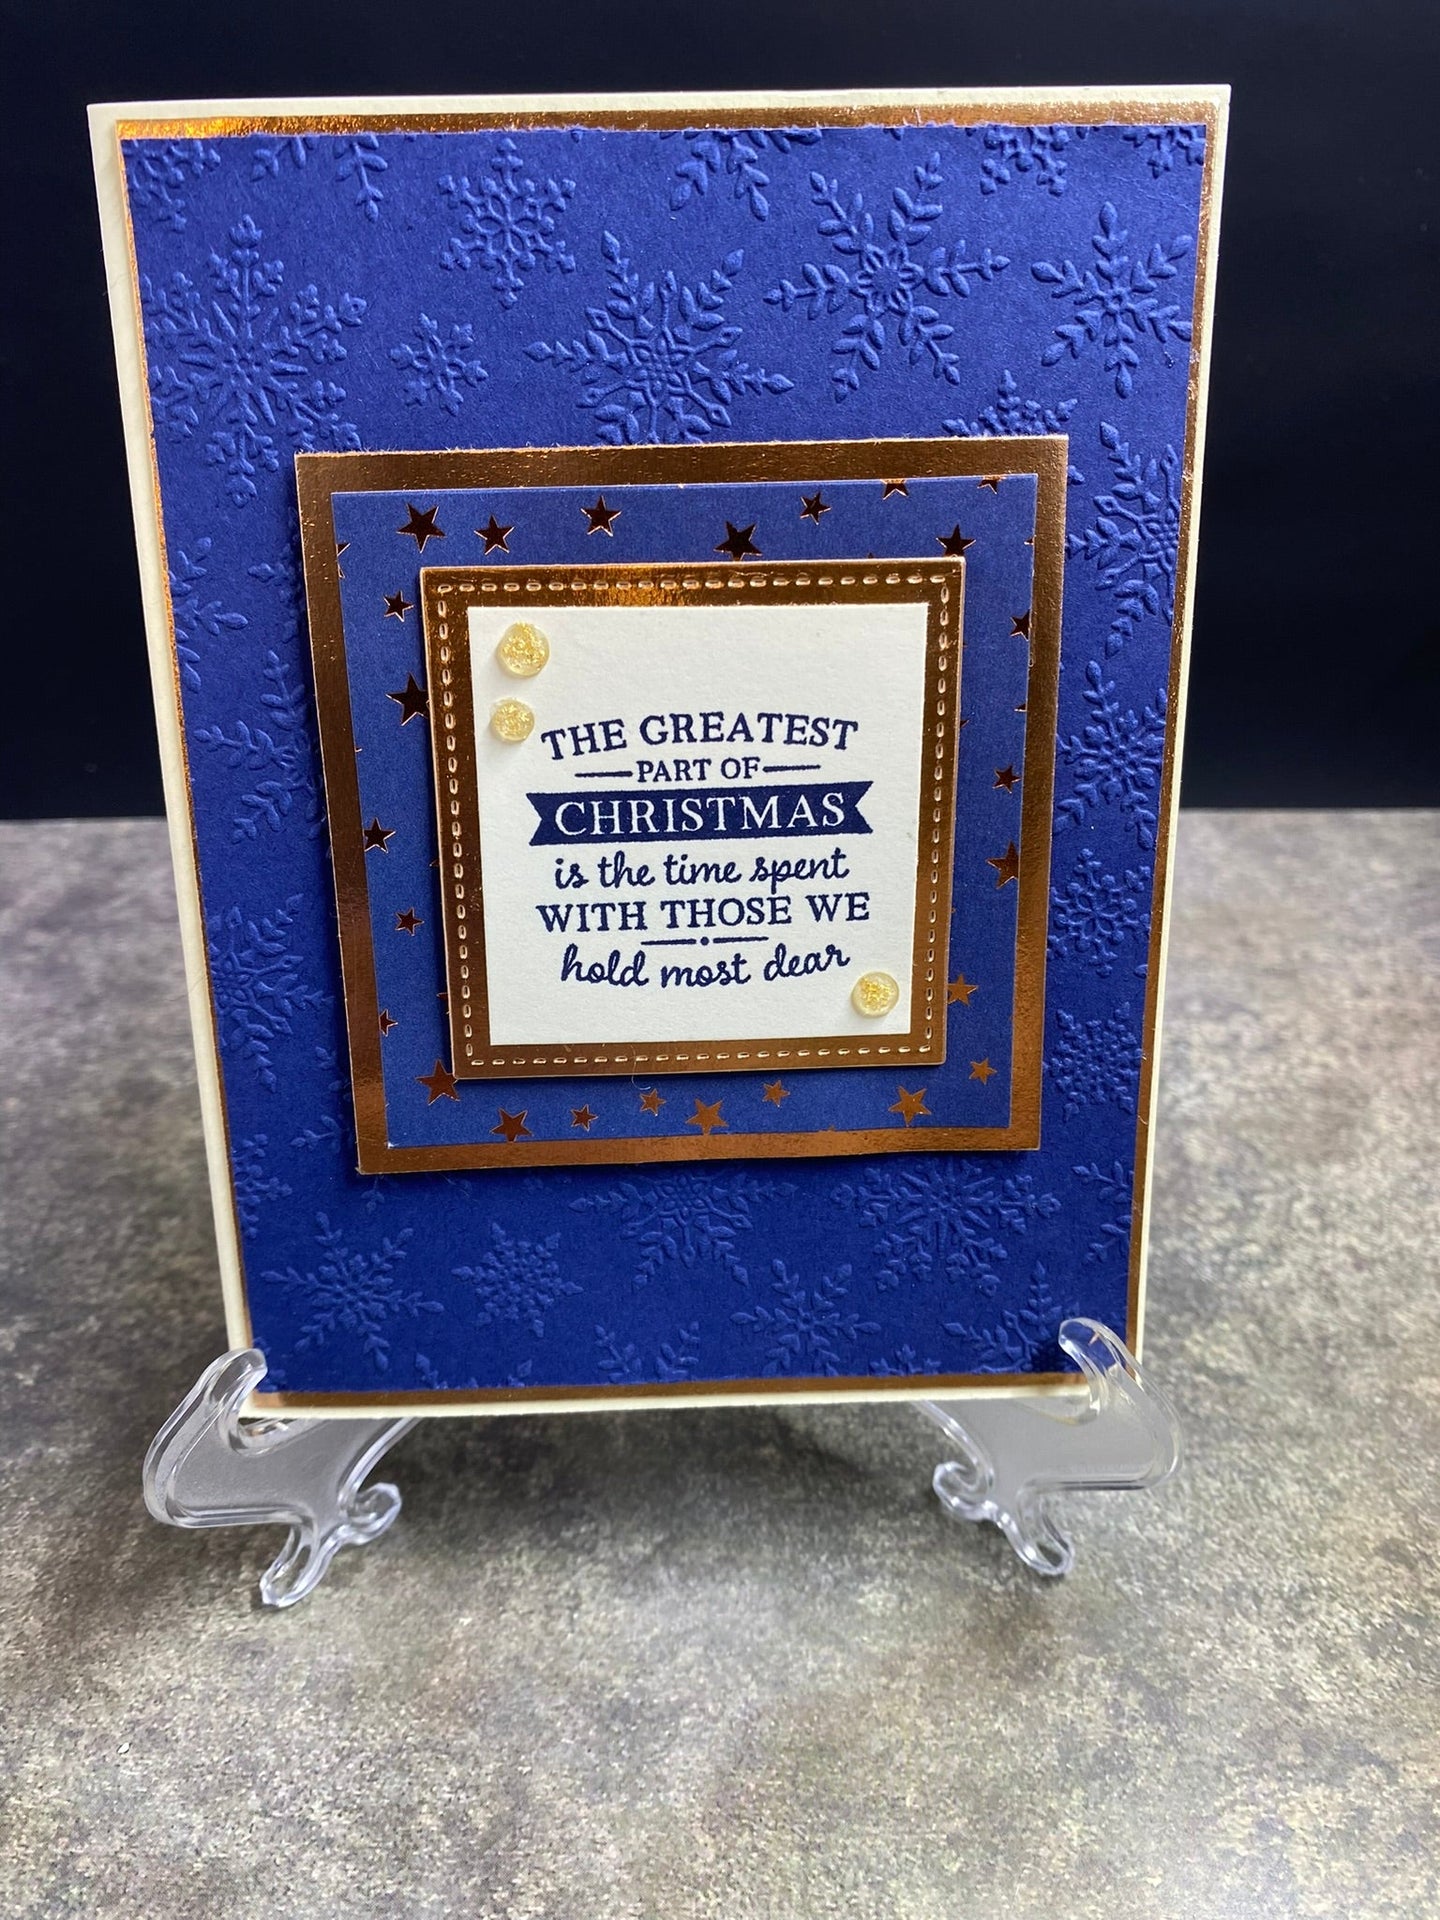 THE GREATEST
PART OF
CHRISTMAS
is the time spent
WITH THOSE WE
hold most dear